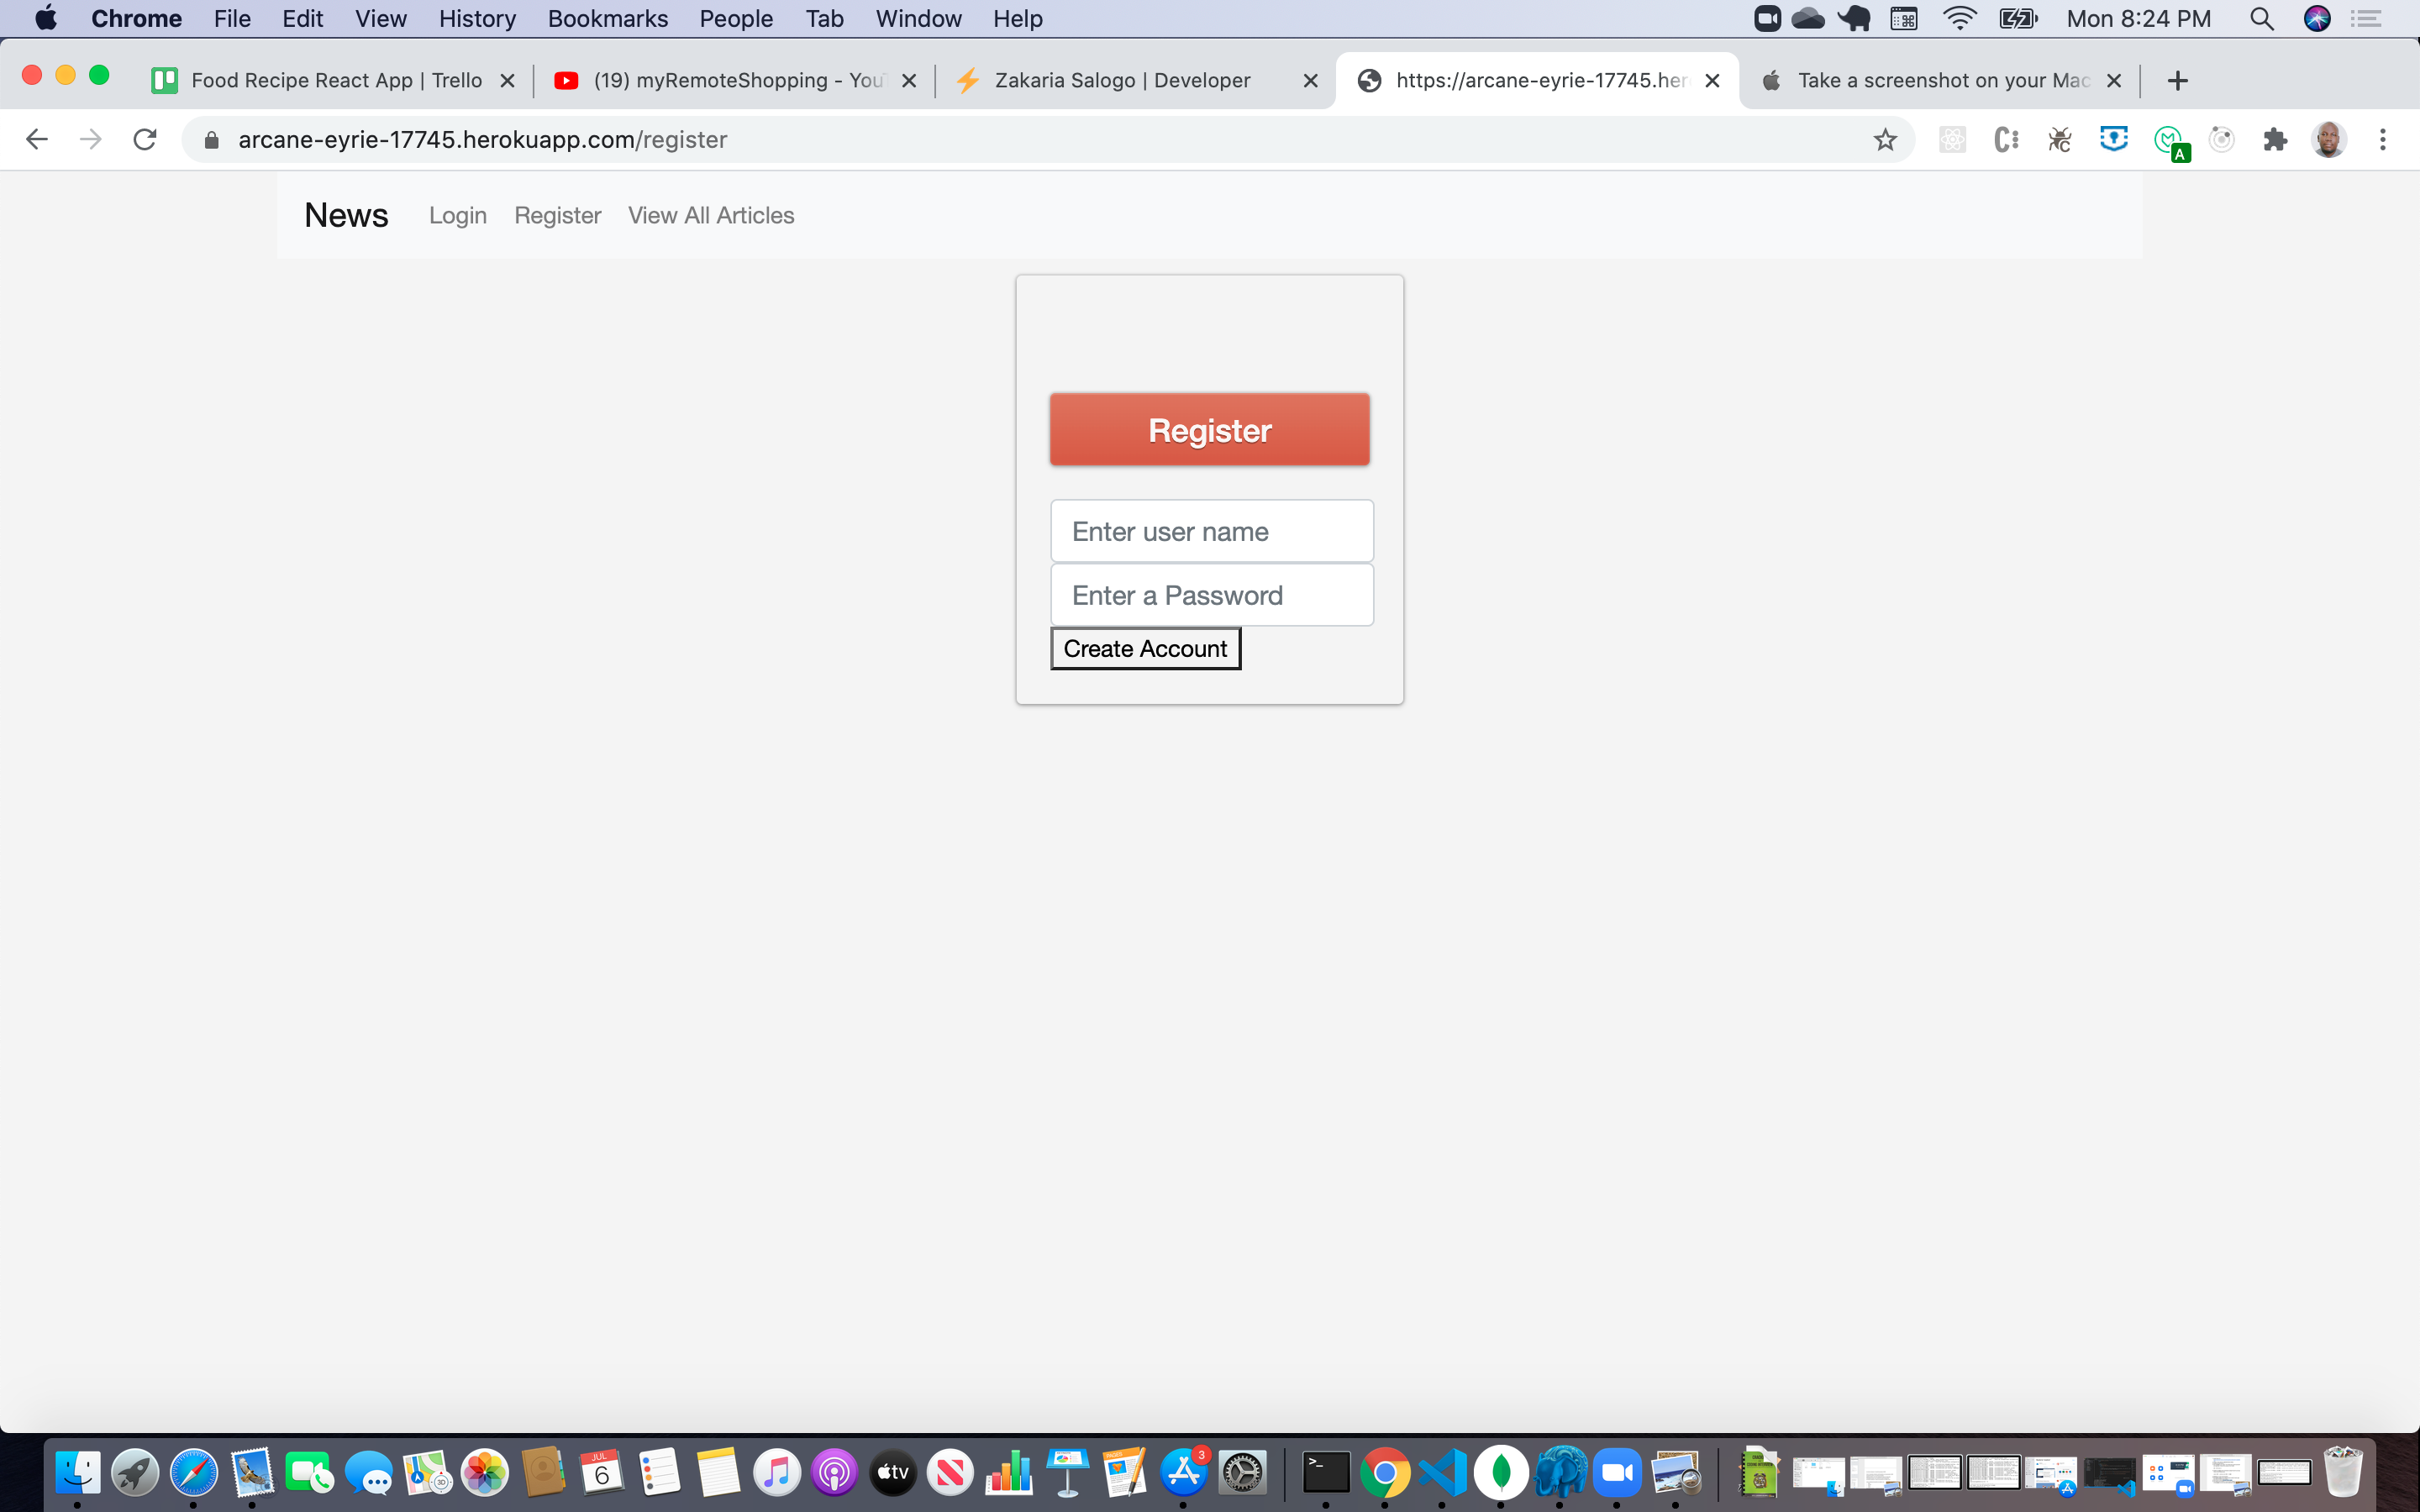 Chrome File Edit View History Bookmarks People Tab Window Help Mon 8:24 PM
Food Recipe React App | Trello (19) myRemoteShopping - You Zakaria Salogo | Developer https://arcane-eyrie-17745.her Take a screenshot on your Mac
arcane-eyrie-17745.herokuapp.com/register
A
News Login Register View All Articles
Register
Enter user name
Enter a Password
Create Account
JUL
6
tv
3
>_